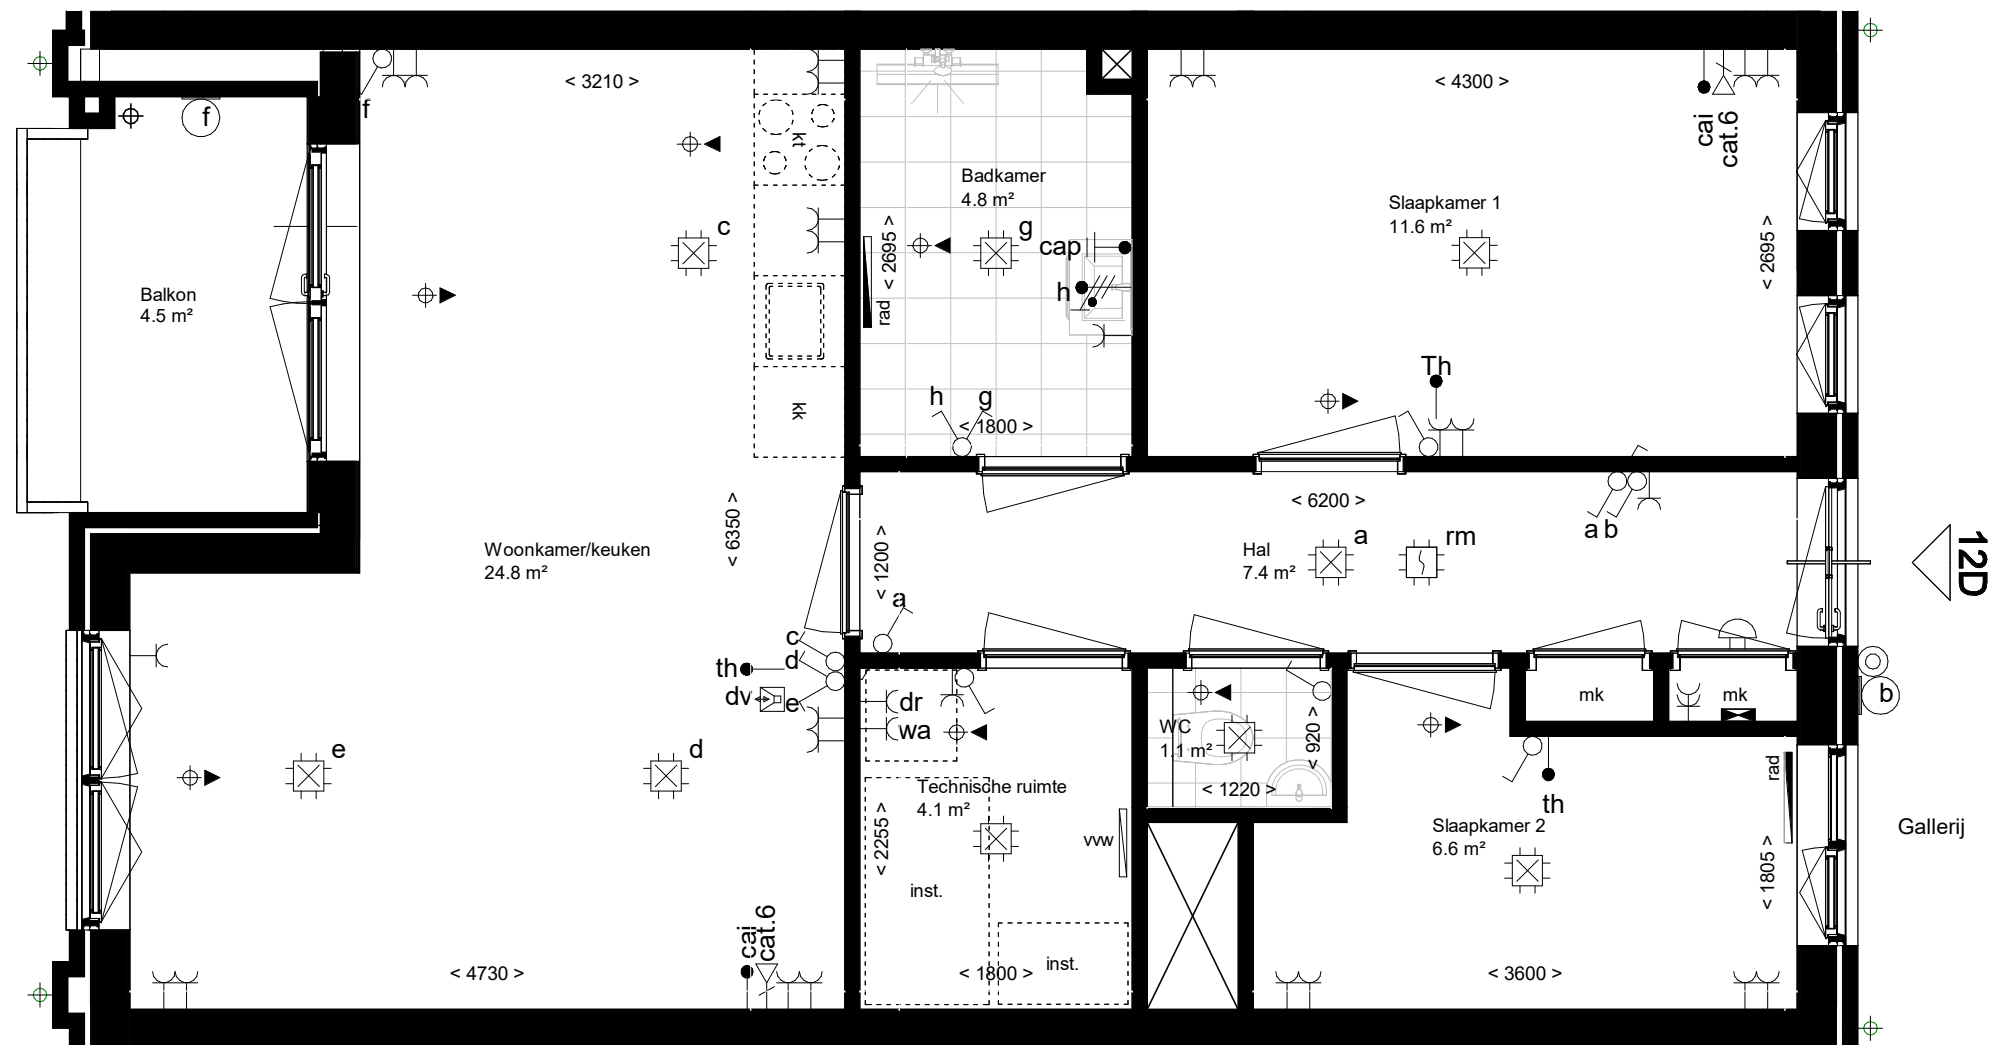 < 3210 >
< 4300 >
f
f
kt
cai
cat.6
Badkamer
4.8 m²
Slaapkamer 1
11.6 m²
c
g
cap
h
< 2695 >
rad
< 2695 >
Balkon
4.5 m²
Th
kk
h
g
< 1800 >
< 6350 >
< 6200 >
a b
Woonkamer/keuken
24.8 m²
< 1200 >
Hal
7.4 m²
a
rm
12D
a
c
d
th
dv
e
dr
wa
WC
1.1 m²
< 920 >
< 1220 >
mk
mk
b
e
d
Technische ruimte
4.1 m²
< 2255 >
vvw
inst.
th
rad
Slaapkamer 2
6.6 m²
< 1805 >
Gallerij
cai
cat.6
< 4730 >
< 1800 >
inst.
< 3600 >